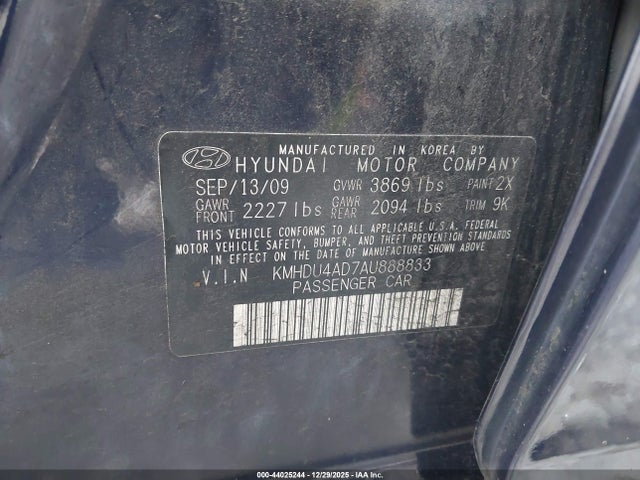 MANUFACTURED IN KOREA BY
HYUNDAI MOTOR COMPANY
SEP/13/09 GVWR 3869 lbs PAINT 2X
GAWR FRONT 2227 lbs GAWR REAR 2094 lbs TRIM 9K
THIS VEHICLE CONFORMS TO ALL APPLICABLE U.S.A. FEDERAL
MOTOR VEHICLE SAFETY, BUMPER, AND THEFT PREVENTION STANDARDS
IN EFFECT ON THE DATE OF MANUFACTURE SHOWN ABOVE.
V.I.N KMHDU4AD7AU888833
PASSENGER CAR
000-44025244 - 12/29/2025 - IAA Inc.